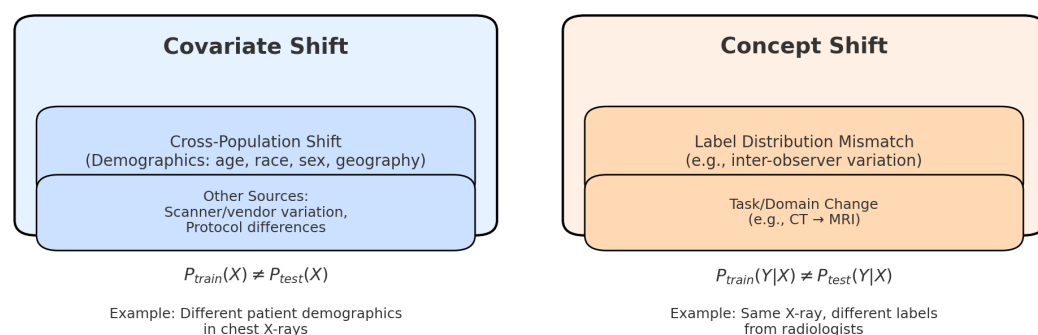 Covariate Shift
Cross-Population Shift
(Demographics: age, race, sex, geography)
Other Sources:
Scanner/vendor variation,
Protocol differences
P_train(X) ≠ P_test(X)
Example: Different patient demographics
in chest X-rays
Concept Shift
Label Distribution Mismatch
(e.g., inter-observer variation)
Task/Domain Change
(e.g., CT → MRI)
P_train(Y|X) ≠ P_test(Y|X)
Example: Same X-ray, different labels
from radiologists